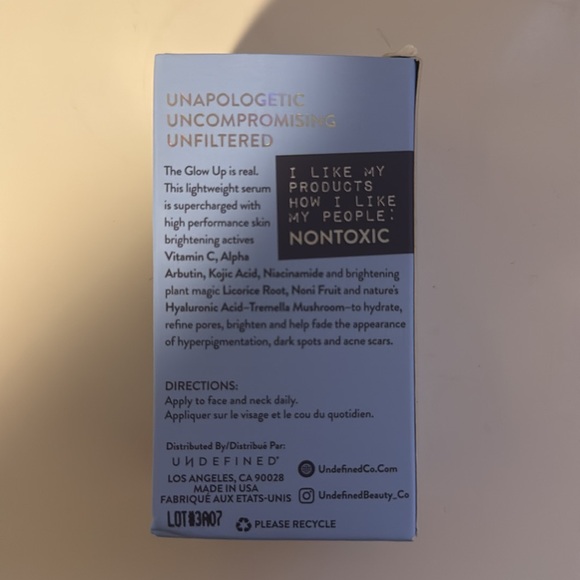 UNAPOLOGETIC
UNCOMPROMISING
UNFILTERED
The Glow Up is real.
This lightweight serum
is supercharged with
high performance skin
brightening actives
Vitamin C, Alpha
Arbutin, Kojic Acid, Niacinamide and brightening
plant magic Licorice Root, Noni Fruit and nature's
Hyaluronic Acid–Tremella Mushroom–to hydrate,
refine pores, brighten and help fade the appearance
of hyperpigmentation, dark spots and acne scars.
I LIKE MY
PRODUCTS
HOW I LIKE
MY PEOPLE:
NONTOXIC
DIRECTIONS:
Apply to face and neck daily.
Appliquer sur le visage et le cou du quotidien.
Distributed By/Distribué Par:
UNDEFINED
LOS ANGELES, CA 90028
MADE IN USA
FABRIQUÉ AUX ETATS-UNIS
UndefinedCo.Com
UndefinedBeauty_Co
LOT#3A07
PLEASE RECYCLE